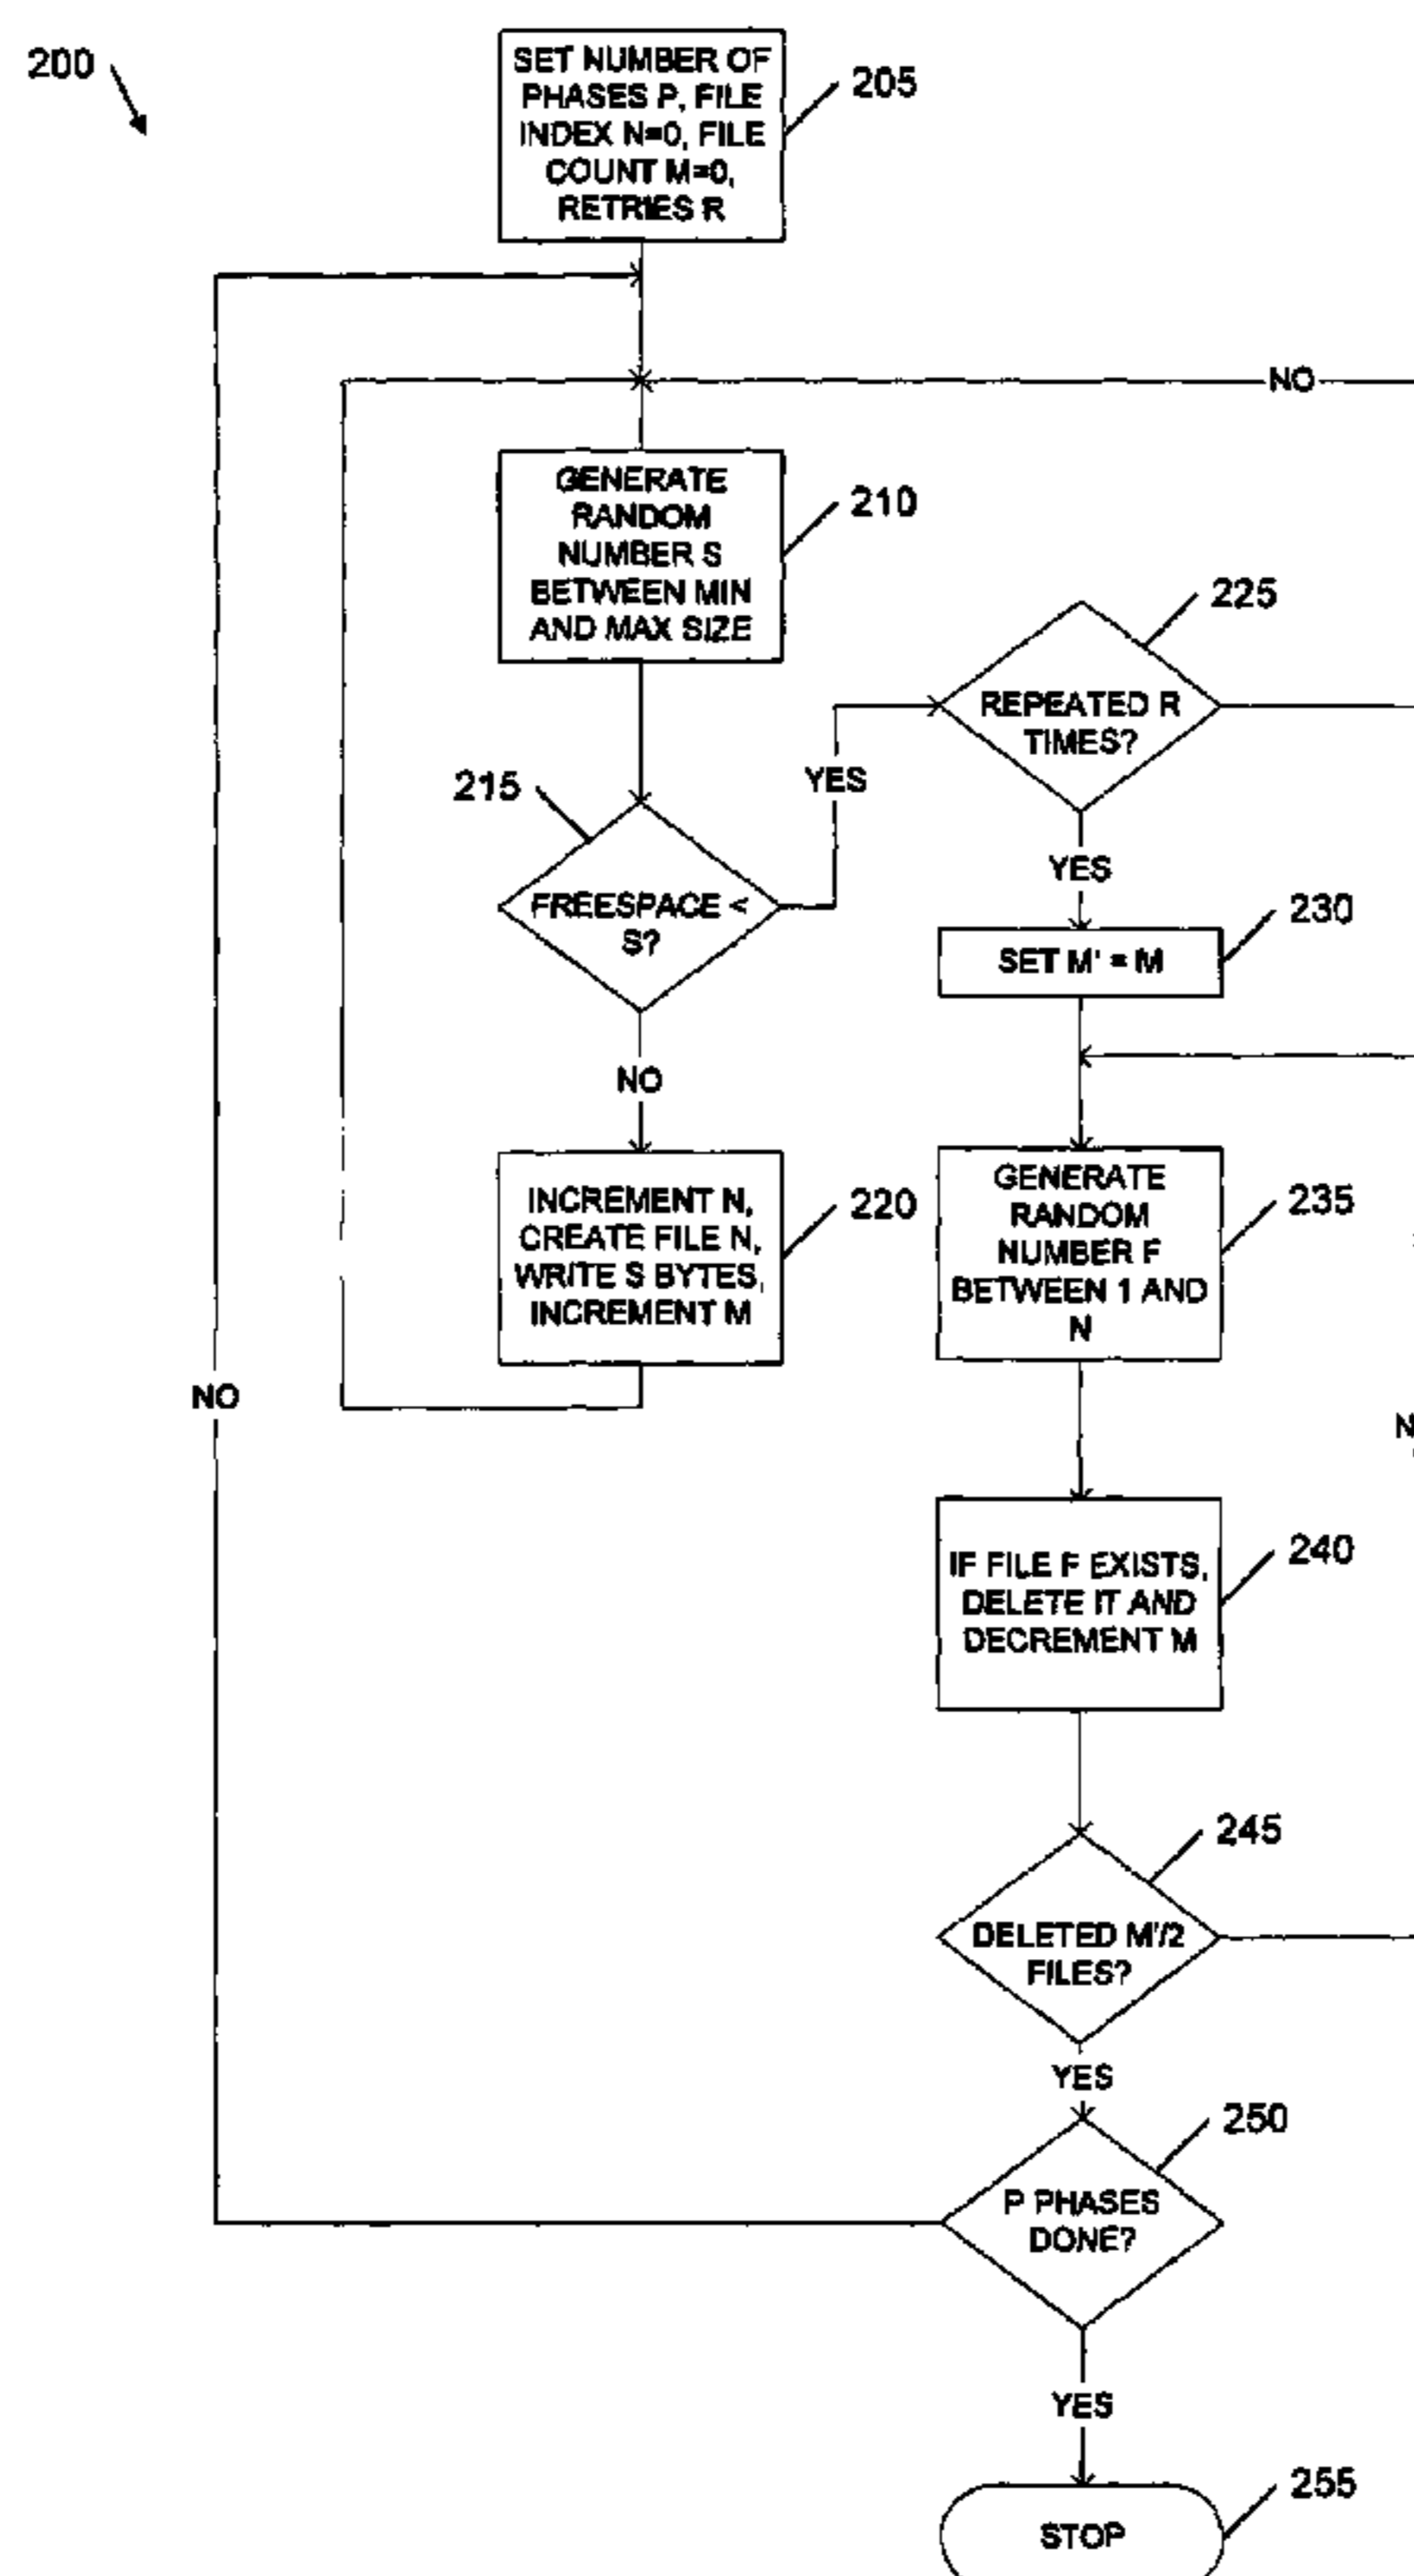 200
SET NUMBER OF
PHASES P, FILE
INDEX N=0, FILE
COUNT M=0,
RETRIES R
205
NO
GENERATE
RANDOM
NUMBER S
BETWEEN MIN
AND MAX SIZE
210
225
REPEATED R
TIMES?
215
YES
FREESPACE <
S?
YES
230
SET M' = M
NO
INCREMENT N,
CREATE FILE N,
WRITE S BYTES,
INCREMENT M
220
GENERATE
RANDOM
NUMBER F
BETWEEN 1 AND
N
235
NO
IF FILE F EXISTS,
DELETE IT AND
DECREMENT M
240
245
DELETED M'/2
FILES?
YES
250
P PHASES
DONE?
YES
255
STOP